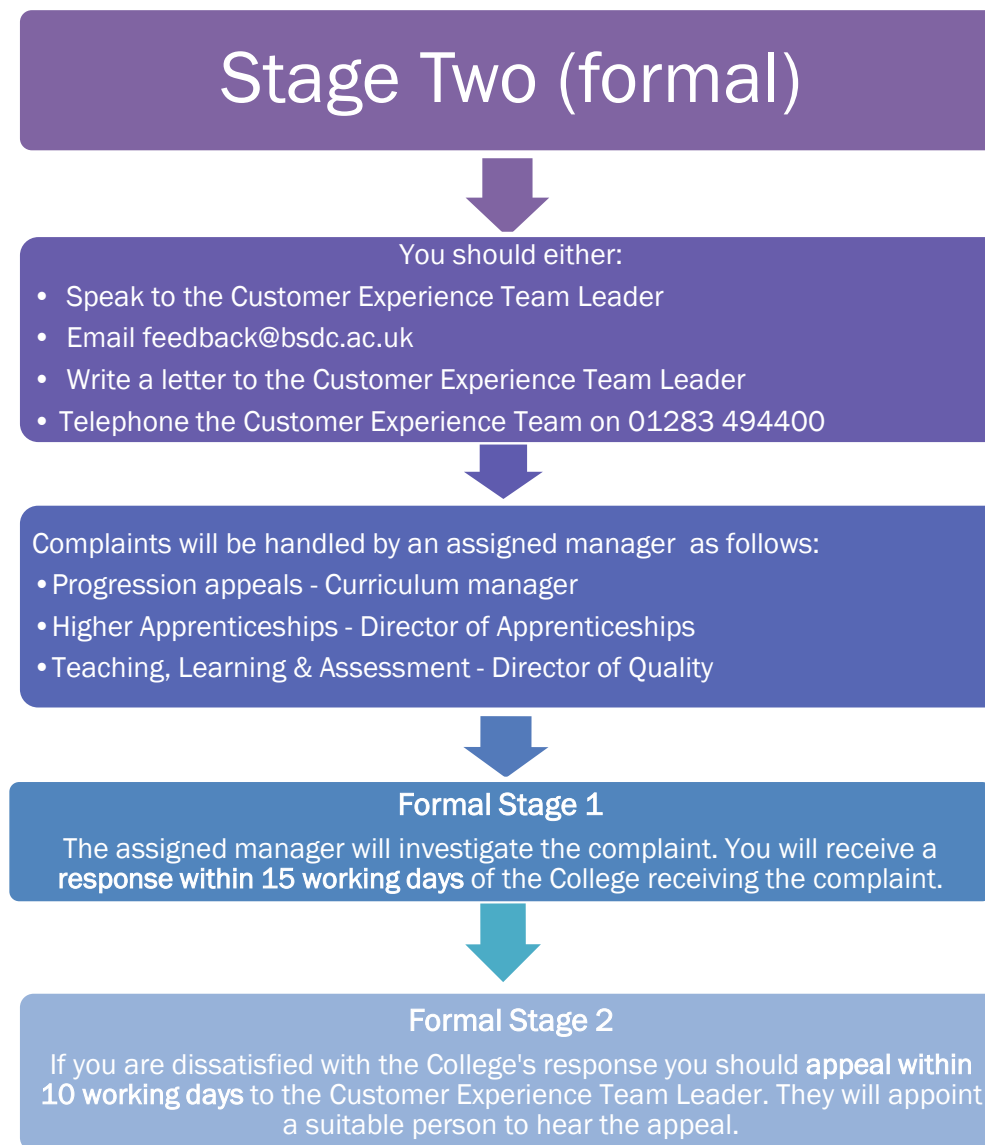 Stage Two (formal)
You should either:
• Speak to the Customer Experience Team Leader
• Email feedback@bsdc.ac.uk
• Write a letter to the Customer Experience Team Leader
• Telephone the Customer Experience Team on 01283 494400
Complaints will be handled by an assigned manager as follows:
• Progression appeals - Curriculum manager
• Higher Apprenticeships - Director of Apprenticeships
• Teaching, Learning & Assessment - Director of Quality
Formal Stage 1
The assigned manager will investigate the complaint. You will receive a
response within 15 working days of the College receiving the complaint.
Formal Stage 2
If you are dissatisfied with the College's response you should appeal within
10 working days to the Customer Experience Team Leader. They will appoint
a suitable person to hear the appeal.